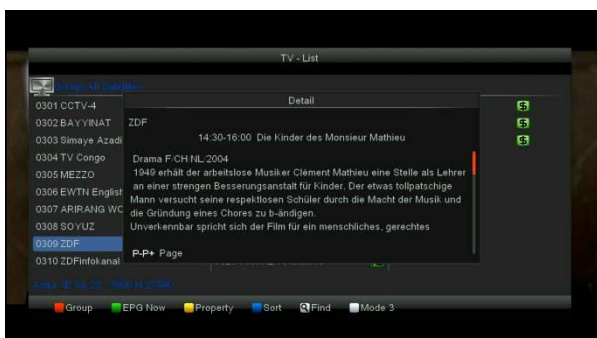 TV - List
Group: All Satellites
0301 CCTV-4
0302 BAYYINAT
0303 Simaye Azadi
0304 TV Congo
0305 MEZZO
0306 EWTN English
0307 ARIRANG WO
0308 SOYUZ
0309 ZDF
0310 ZDFinfokanal
Detail
ZDF
14:30-16:00 Die Kinder des Monsieur Mathieu
Drama F/CH/NL/2004
1949 erhält der arbeitslose Musiker Clément Mathieu eine Stelle als Lehrer
an einer strengen Besserungsanstalt für Kinder. Der etwas tollpatschige
Mann versucht seine respektlosen Schüler durch die Macht der Musik und
die Gründung eines Chores zu b-ändigen.
Unverkennbar spricht sich der Film für ein menschliches, gerechtes
P-P+ Page
Group EPG Now Property Sort Find Mode 3